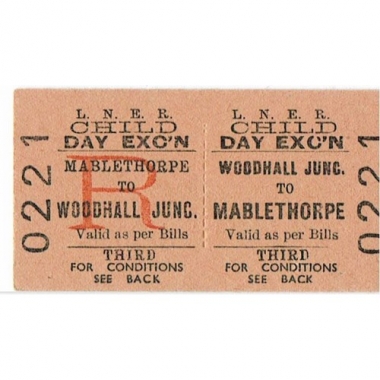 0221
L. N. E. R.
CHILD
DAY EXC'N
MABLETHORPE
TO
WOODHALL JUNC.
Valid as per Bills
THIRD
FOR CONDITIONS
SEE BACK
R
L. N. E. R.
CHILD
DAY EXC'N
WOODHALL JUNC.
TO
MABLETHORPE
Valid as per Bills
THIRD
FOR CONDITIONS
SEE BACK
0221